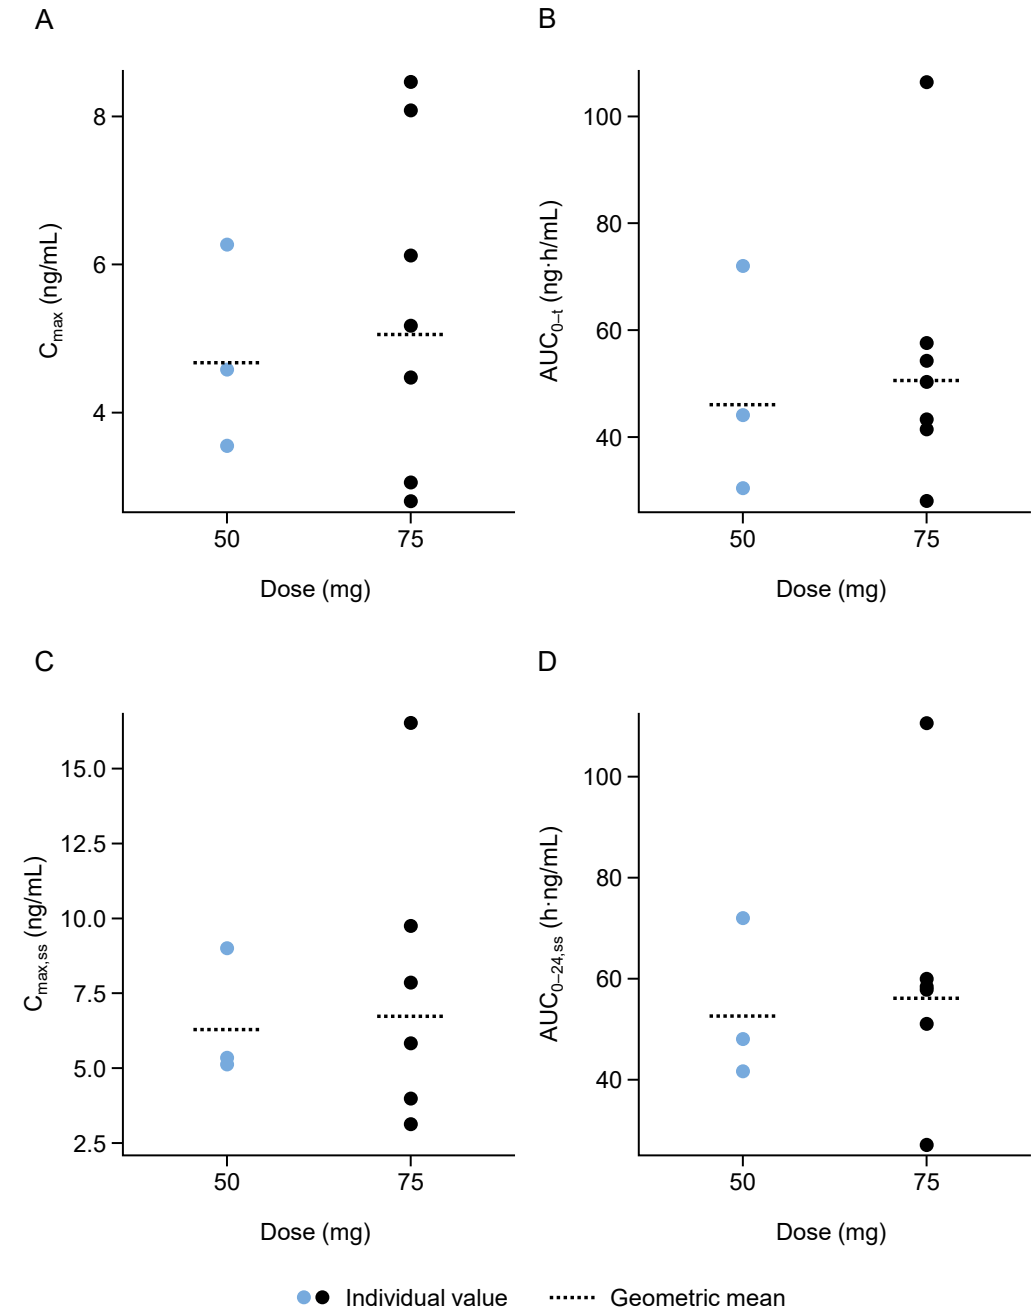 A
8
6
4
Cmax (ng/mL)
50
75
Dose (mg)
B
100
80
60
40
AUC0–t (ng·h/mL)
50
75
Dose (mg)
C
15.0
12.5
10.0
7.5
5.0
2.5
Cmax,ss (ng/mL)
50
75
Dose (mg)
D
100
80
60
40
AUC0–24,ss (h·ng/mL)
50
75
Dose (mg)
Individual value
Geometric mean